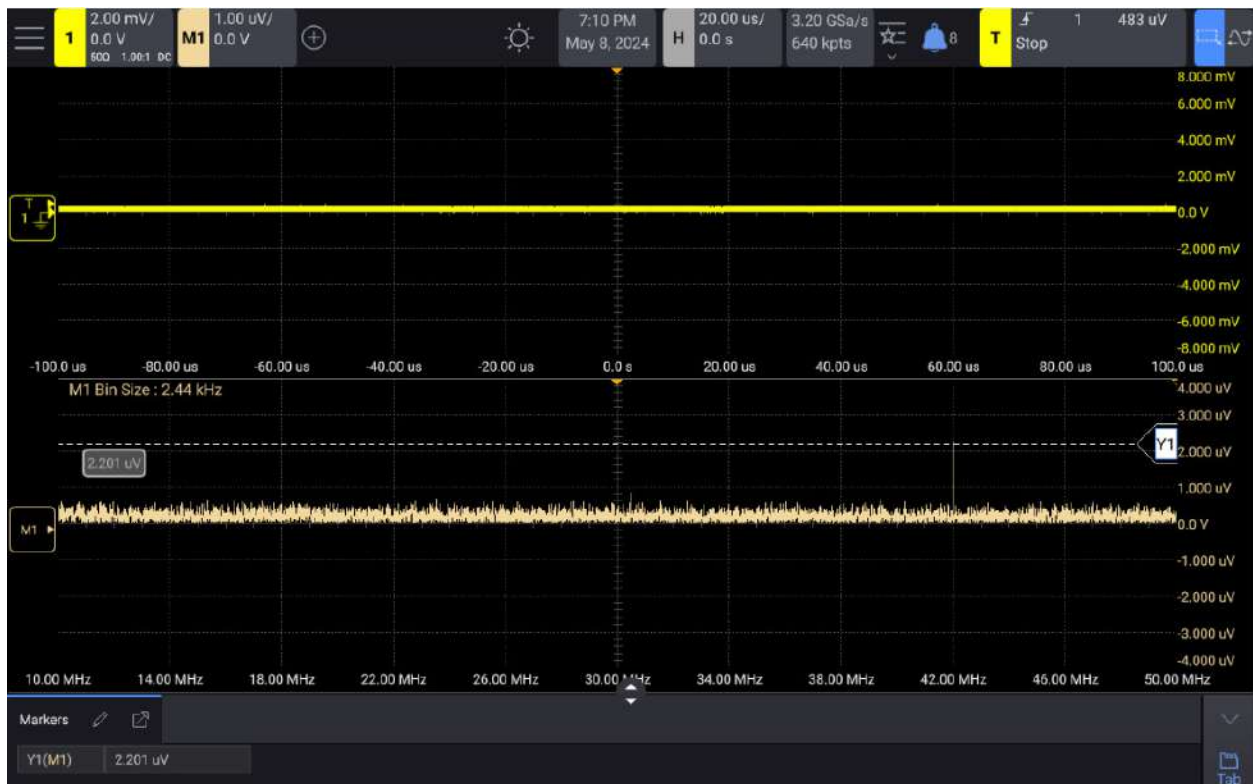 1
2.00 mV/
0.0 V
50Ω 1.00:1 DC
M1
1.00 uV/
0.0 V
7:10 PM
May 8, 2024
H
20.00 us/
0.0 s
3.20 GSa/s
640 kpts
8
T
1
483 uV
Stop
8.000 mV
6.000 mV
4.000 mV
2.000 mV
T
1
0.0 V
-2.000 mV
-4.000 mV
-6.000 mV
-8.000 mV
-100.0 us -80.00 us -60.00 us -40.00 us -20.00 us 0.0 s 20.00 us 40.00 us 60.00 us 80.00 us 100.0 us
M1 Bin Size : 2.44 kHz
4.000 uV
3.000 uV
Y1
2.000 uV
2.201 uV
1.000 uV
M1
0.0 V
-1.000 uV
-2.000 uV
-3.000 uV
-4.000 uV
10.00 MHz 14.00 MHz 18.00 MHz 22.00 MHz 26.00 MHz 30.00 MHz 34.00 MHz 38.00 MHz 42.00 MHz 46.00 MHz 50.00 MHz
Markers
Y1(M1) 2.201 uV
Tab